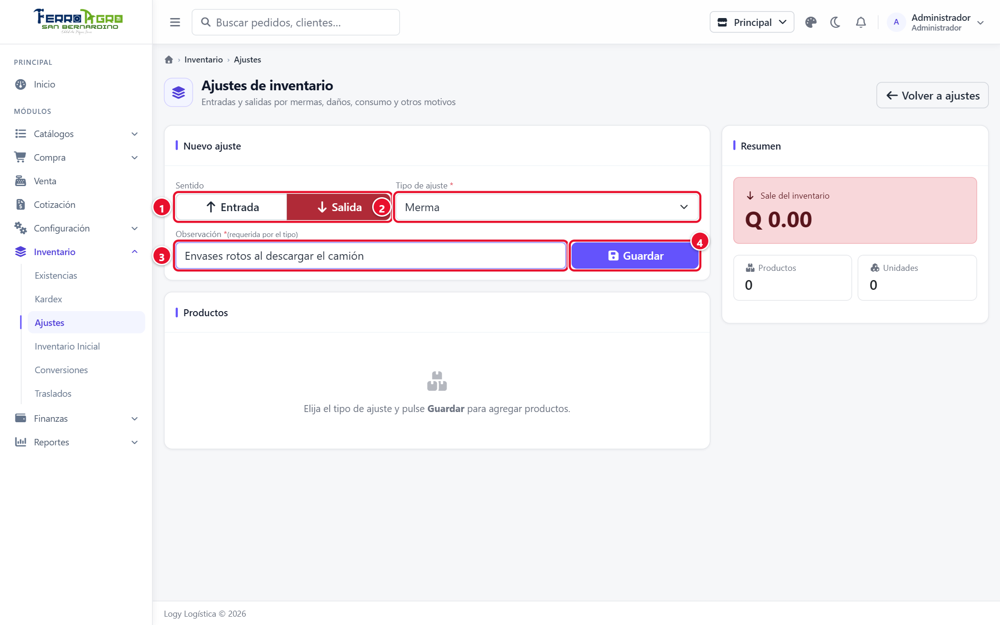 FERRO AGRO
SAN BERNARDINO
Buscar pedidos, clientes...
Principal
A
Administrador
Administrador
PRINCIPAL
Inicio
MÓDULOS
Catálogos
Compra
Venta
Cotización
Configuración
Inventario
Existencias
Kardex
Ajustes
Inventario Inicial
Conversiones
Traslados
Finanzas
Reportes
Inventario › Ajustes
Ajustes de inventario
Entradas y salidas por mermas, daños, consumo y otros motivos
← Volver a ajustes
Nuevo ajuste
Sentido
Tipo de ajuste *
1
↑ Entrada
↓ Salida
2
Merma
Observación *(requerida por el tipo)
3
Envases rotos al descargar el camión
4
Guardar
Productos
Elija el tipo de ajuste y pulse Guardar para agregar productos.
Resumen
↓ Sale del inventario
Q 0.00
Productos
0
Unidades
0
Logy Logística © 2026